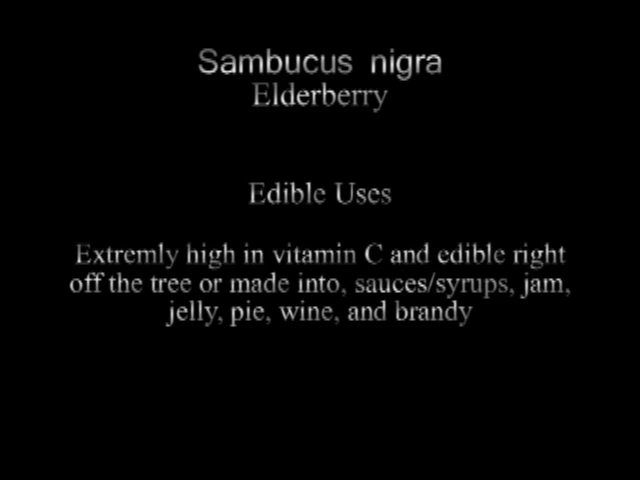 Sambucus nigra
Elderberry
Edible Uses
Extremly high in vitamin C and edible right
off the tree or made into, sauces/syrups, jam,
jelly, pie, wine, and brandy